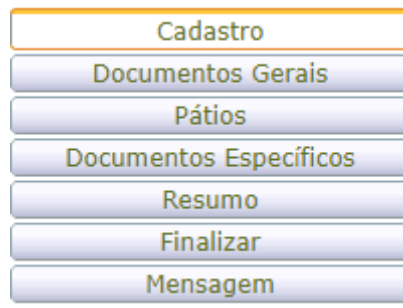 Cadastro
Documentos Gerais
Pátios
Documentos Específicos
Resumo
Finalizar
Mensagem